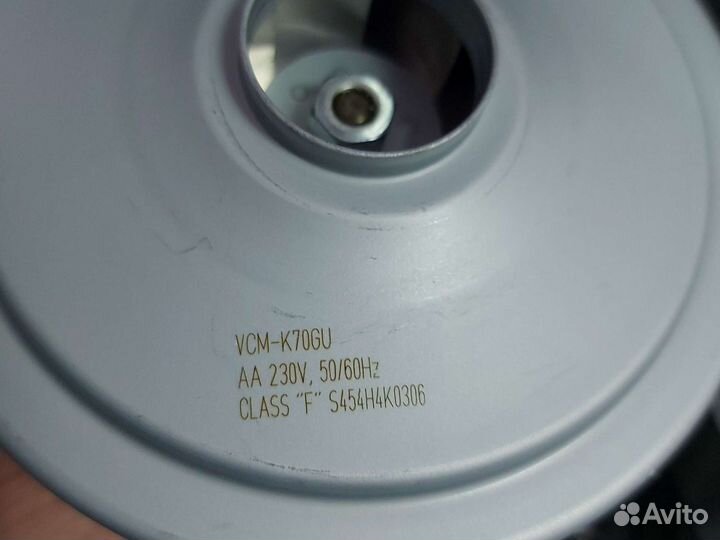 VCM-K70GU
AA 230V, 50/60Hz
CLASS "F" S454H4K0306
Avito